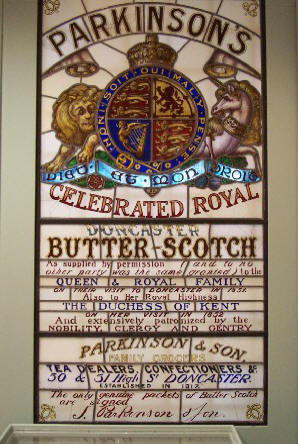 PARKINSON'S
HONI·SOIT·QUI·MAL·Y·PENSE
DIEU · ET · MON · DROIT
CELEBRATED ROYAL
DONCASTER
BUTTER-SCOTCH
As supplied by permission (and to no
other party was the same granted) to the
QUEEN & ROYAL FAMILY
ON THEIR VISIT TO DONCASTER IN 1851.
Also to Her Royal Highness
THE DUCHESS OF KENT
ON HER VISIT IN 1852
And extensively patronized by the
NOBILITY CLERGY AND GENTRY
PARKINSON & SON.
FAMILY GROCERS
TEA DEALERS, CONFECTIONERS &c
50 & 51 High St DONCASTER
ESTABLISHED IN 1817.
The only genuine packets of Butter Scotch
are signed
S. Parkinson & Son.